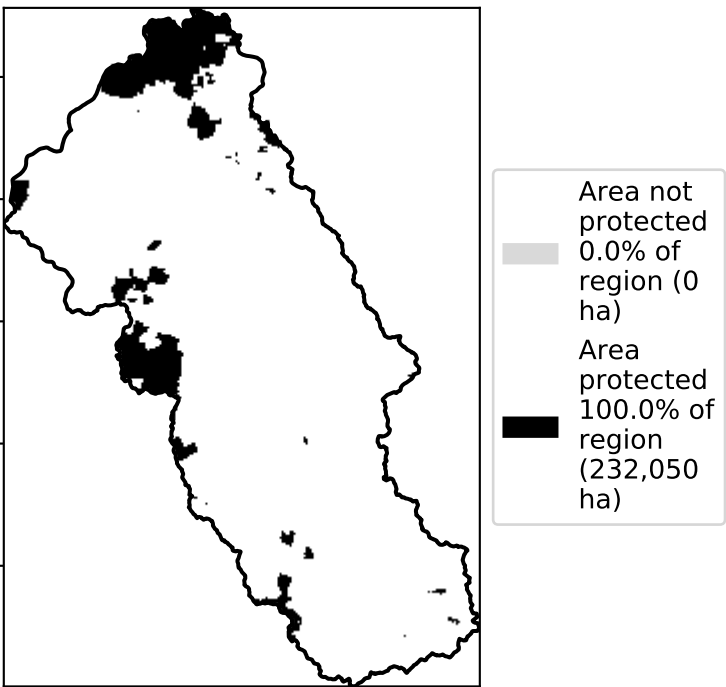 Area not
protected
0.0% of
region (0
ha)
Area
protected
100.0% of
region
(232,050
ha)